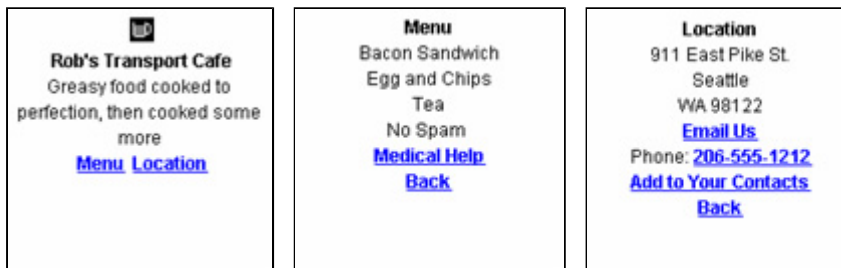 Rob's Transport Cafe
Greasy food cooked to
perfection, then cooked some
more
Menu Location
Menu
Bacon Sandwich
Egg and Chips
Tea
No Spam
Medical Help
Back
Location
911 East Pike St.
Seattle
WA 98122
Email Us
Phone: 206-555-1212
Add to Your Contacts
Back